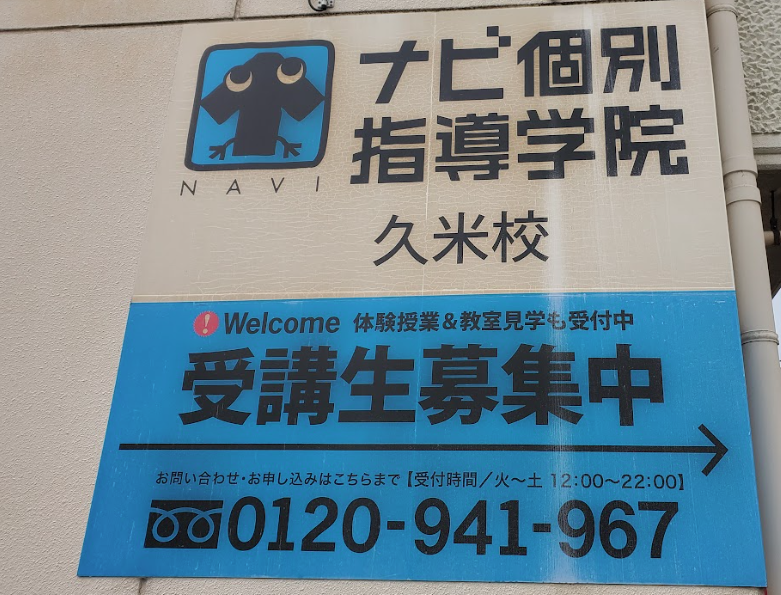 ナビ個別
指導学院
NAVI
久米校
! Welcome 体験授業&教室見学も受付中
受講生募集中
お問い合わせ・お申し込みはこちらまで【受付時間/火〜土 12:00〜22:00】
0120-941-967